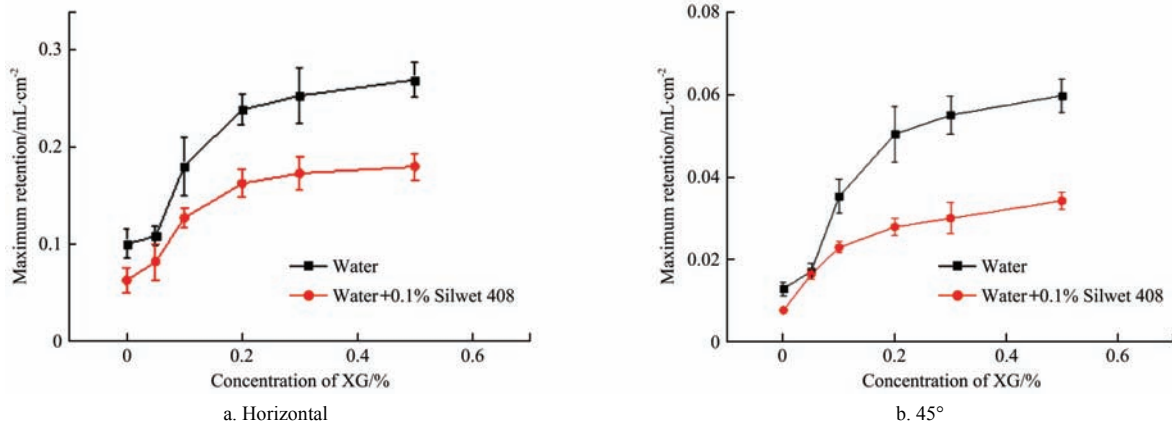 Maximum retention/mL·cm⁻²
0.3
0.2
0.1
0
Water
Water+0.1% Silwet 408
0
0.2
0.4
0.6
Concentration of XG/%
a. Horizontal
Maximum retention/mL·cm⁻²
0.08
0.06
0.04
0.02
0
Water
Water+0.1% Silwet 408
0
0.2
0.4
0.6
Concentration of XG/%
b. 45°